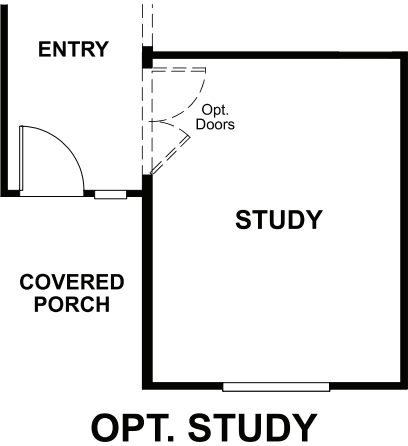 ENTRY
Opt.
Doors
STUDY
COVERED
PORCH
OPT. STUDY